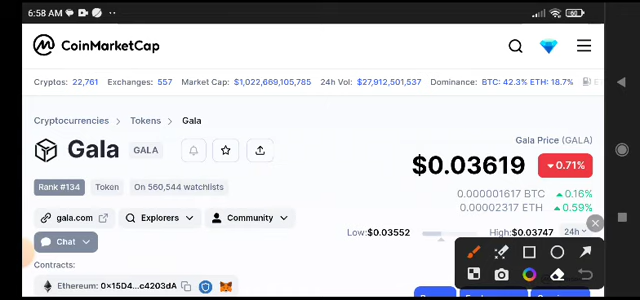 6:58 AM
CoinMarketCap
Cryptos: 22,761 Exchanges: 557 Market Cap: $1,022,669,105,785 24h Vol: $27,912,501,537 Dominance: BTC: 42.3% ETH: 18.7%
Cryptocurrencies > Tokens > Gala
Gala Price (GALA)
Gala GALA
$0.03619 0.71%
Rank #134 Token On 560,544 watchlists
0.000001617 BTC 0.16%
0.00002317 ETH 0.59%
gala.com Explorers Community
Low: $0.03552 High: $0.03747 24h
Chat
Contracts:
Ethereum: 0x15D4...c4203dA